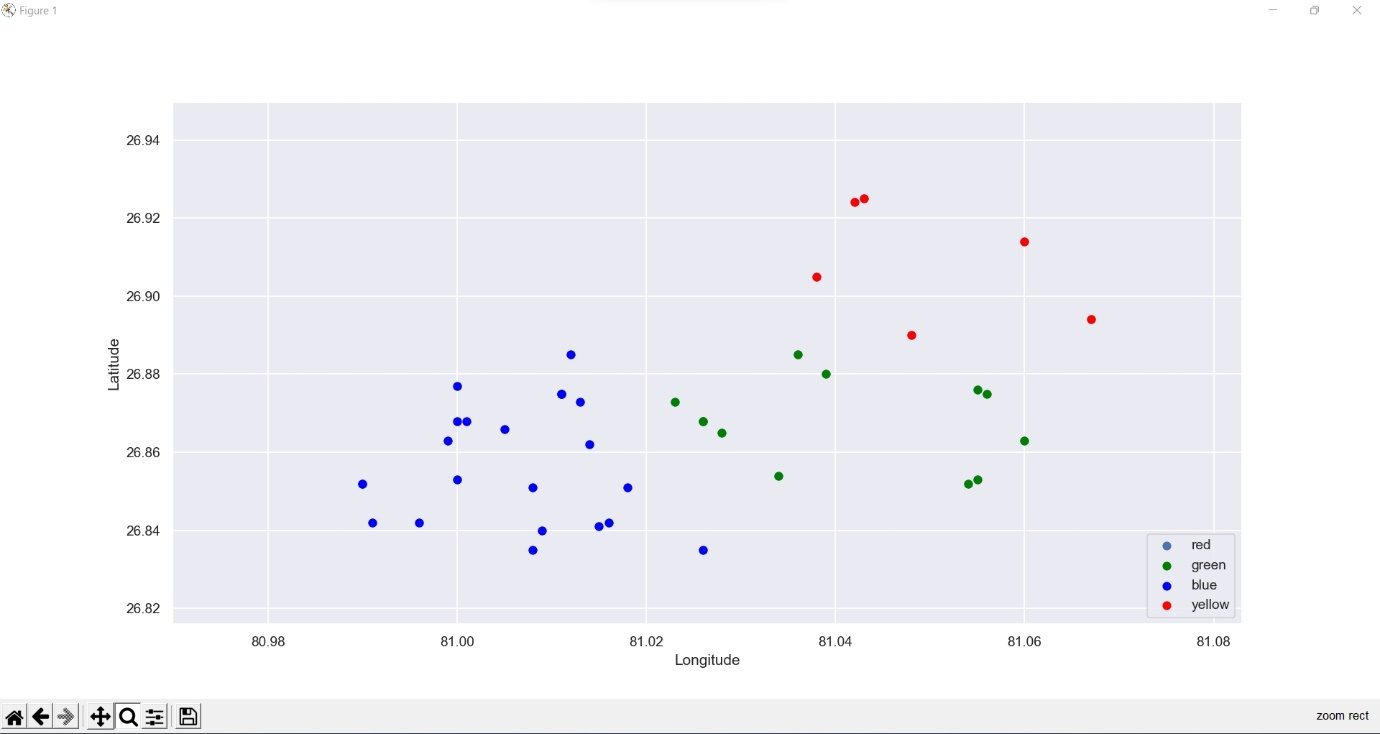 Figure 1
26.94
26.92
26.90
26.88
26.86
26.84
26.82
Latitude
80.98 81.00 81.02 81.04 81.06 81.08
Longitude
red
green
blue
yellow
zoom rect